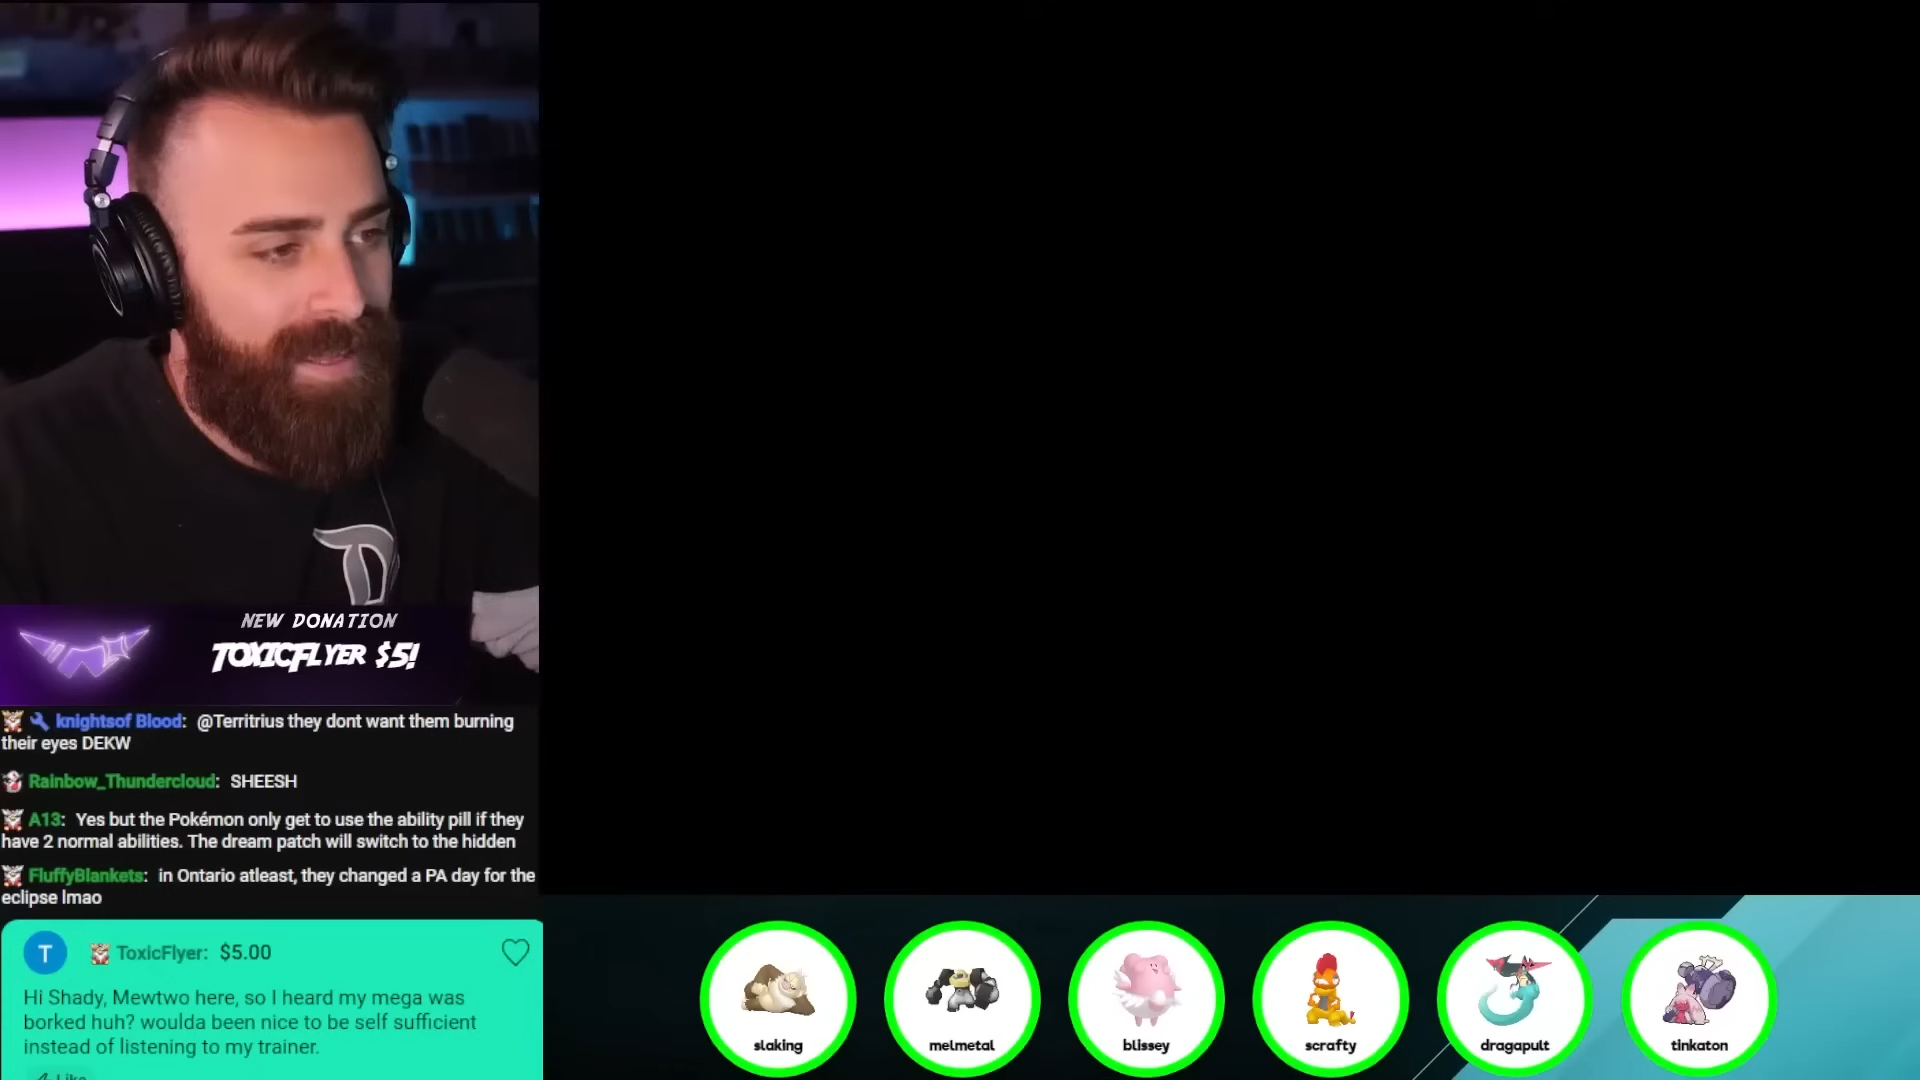 D
NEW DONATION
TOXICFLYER $5!
knightsof Blood: @Territrius they dont want them burning
their eyes DEKW
Rainbow_Thundercloud: SHEESH
A13: Yes but the Pokémon only get to use the ability pill if they
have 2 normal abilities. The dream patch will switch to the hidden
FluffyBlankets: in Ontario atleast, they changed a PA day for the
eclipse lmao
T ToxicFlyer: $5.00
Hi Shady, Mewtwo here, so I heard my mega was
borked huh? woulda been nice to be self sufficient
instead of listening to my trainer.
Like
slaking
melmetal
blissey
scrafty
dragapult
tinkaton